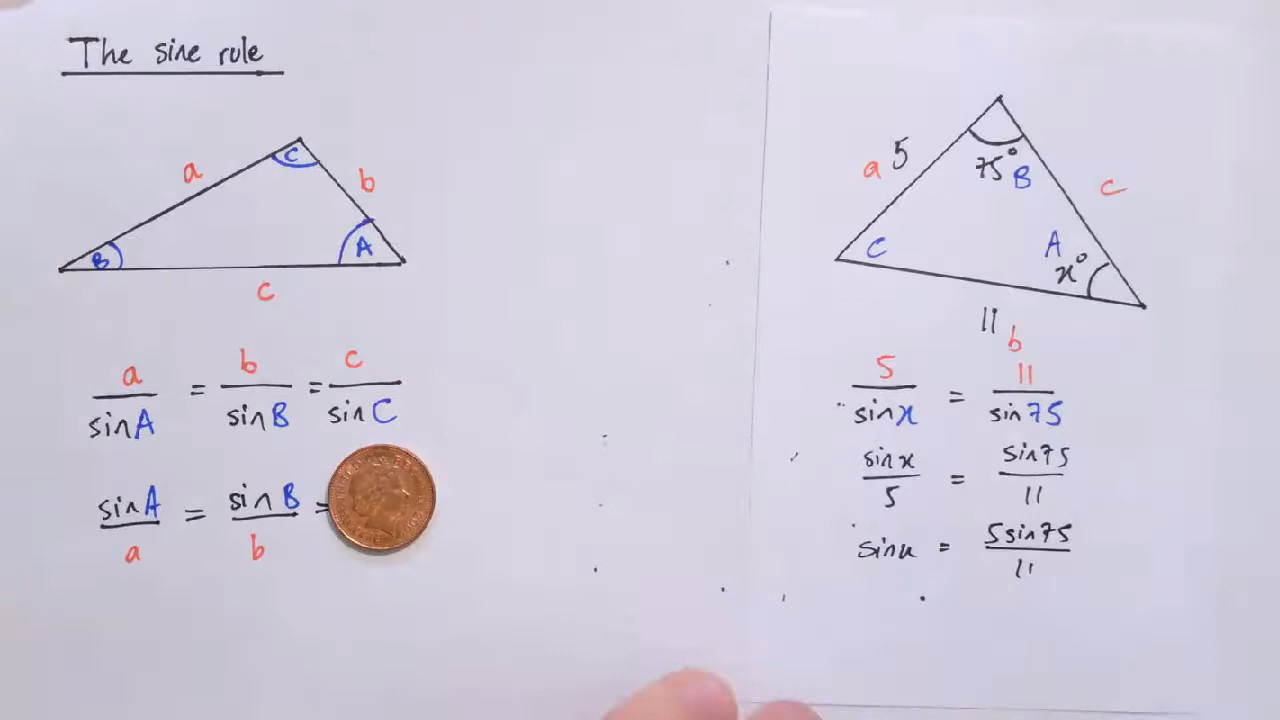 The sine rule
C
a
b
B
A
c
a = b = c
sinA sinB sinC
sinA = sinB =
a b
75°
a 5
B
c
C
A
x°
11
b
5 = 11
sinx sin75
sinx = sin75
5 11
sinx = 5sin75
11